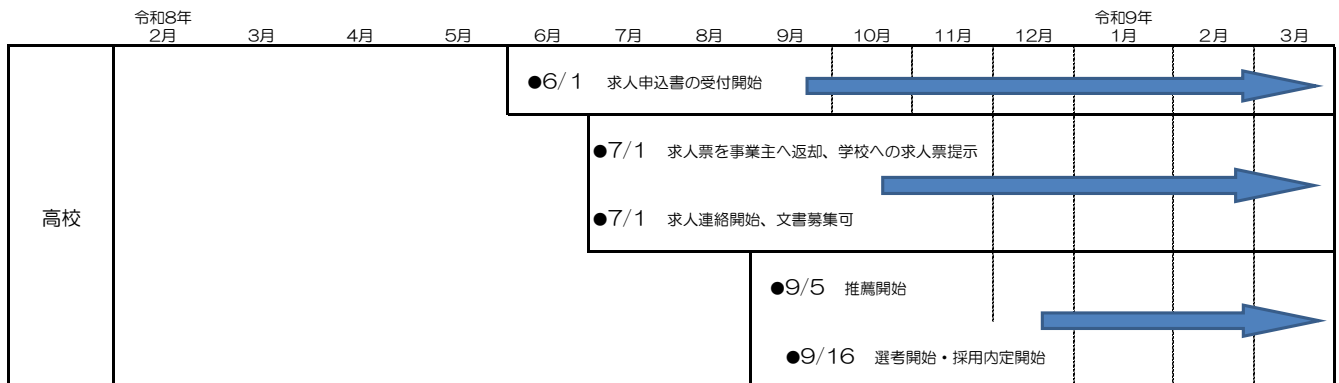 令和8年 令和9年
2月 3月 4月 5月 6月 7月 8月 9月 10月 11月 12月 1月 2月 3月
●6/1 求人申込書の受付開始
●7/1 求人票を事業主へ返却、学校への求人票提示
高校
●7/1 求人連絡開始、文書募集可
●9/5 推薦開始
●9/16 選考開始・採用内定開始